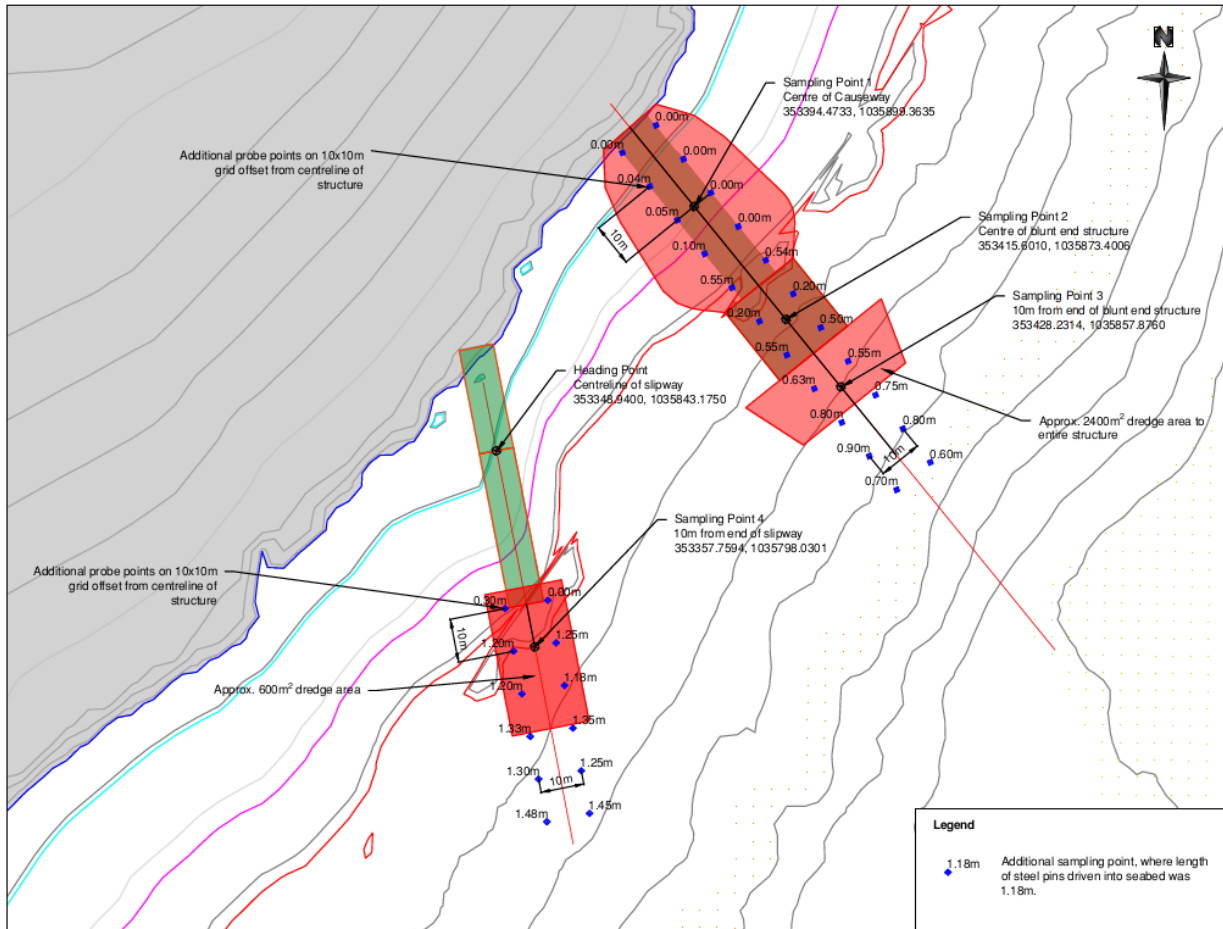 N
Sampling Point 1
Centre of Causeway
353394.4733, 1035899.3635
0.00m
0.00m
0.00m
Additional probe points on 10x10m
grid offset from centreline of
structure
0.04m
0.00m
0.05m
0.00m
10m
0.10m
0.54m
0.55m
0.20m
0.20m
0.50m
0.55m
0.55m
0.63m
0.75m
0.80m
0.80m
0.90m
10m
0.60m
0.70m
Sampling Point 2
Centre of blunt end structure
353415.6010, 1035873.4006
Sampling Point 3
10m from end of blunt end structure
353428.2314, 1035857.8760
Approx. 2400m² dredge area to
entire structure
Heading Point
Centreline of slipway
353348.9400, 1035843.1750
Sampling Point 4
10m from end of slipway
353357.7594, 1035798.0301
Additional probe points on 10x10m
grid offset from centreline of
structure
0.30m
0.00m
10m
1.20m
1.25m
Approx. 600m² dredge area
1.20m
1.18m
1.33m
1.35m
1.30m
10m
1.25m
1.48m
1.45m
Legend
1.18m
Additional sampling point, where length
of steel pins driven into seabed was
1.18m.